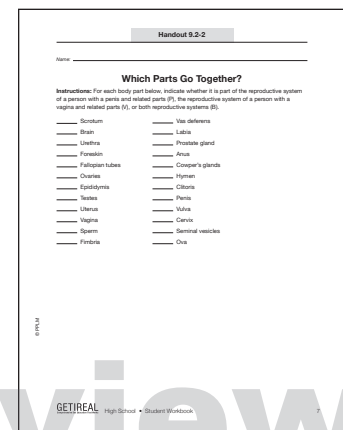 Handout 9.2-2
Name
Which Parts Go Together?
Instructions: For each body part below, indicate whether it is part of the reproductive system
of a person with a penis and related parts (P), the reproductive system of a person with a
vagina and related parts (V), or both reproductive systems (B).
Scrotum
Brain
Urethra
Foreskin
Fallopian tubes
Ovaries
Epididymis
Testes
Uterus
Vagina
Sperm
Fimbria
Vas deferens
Labia
Prostate gland
Anus
Cowper's glands
Hymen
Clitoris
Penis
Vulva
Cervix
Seminal vesicles
Ova
© PPLM
GET REAL High School • Student Workbook 7
view